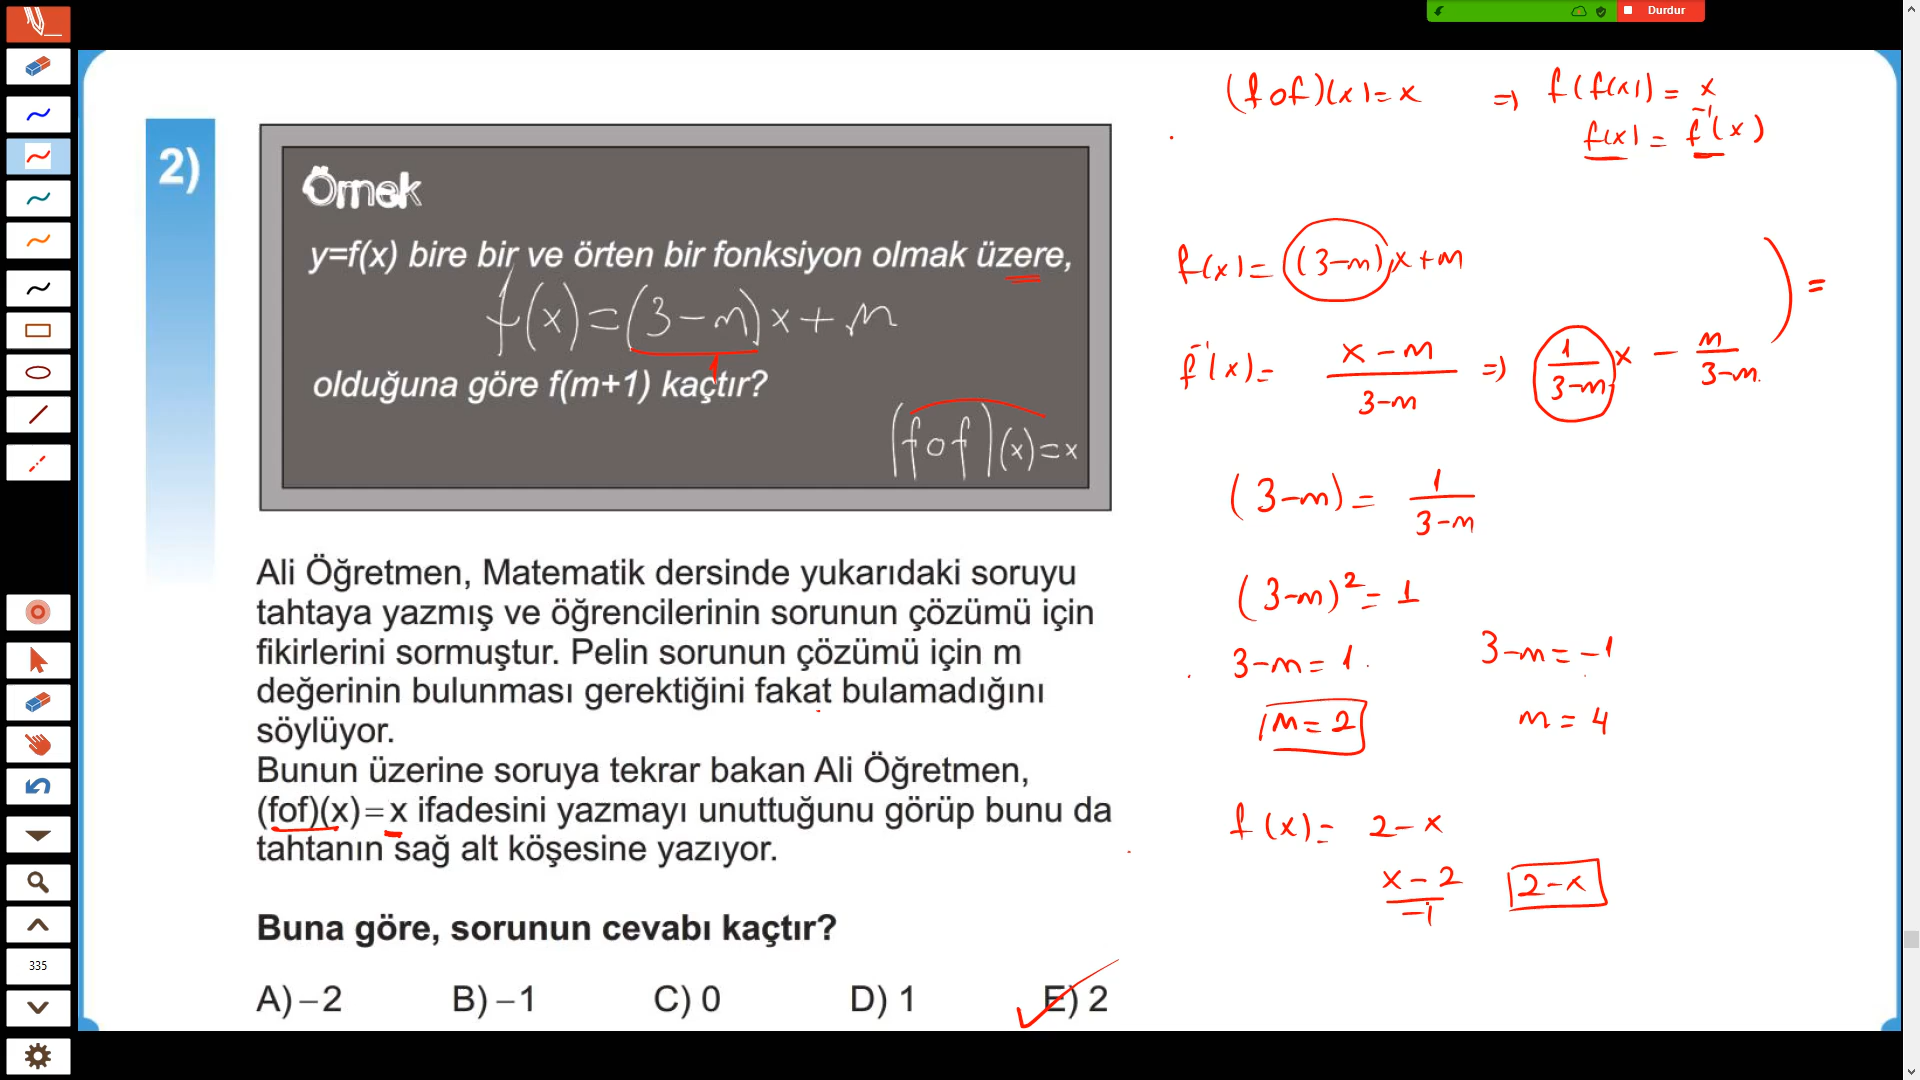 Durdur
2)
Örnek
y=f(x) bire bir ve örten bir fonksiyon olmak üzere,
f(x)=(3-m)x+m
olduğuna göre f(m+1) kaçtır?
(fof)(x)=x
Ali Öğretmen, Matematik dersinde yukarıdaki soruyu
tahtaya yazmış ve öğrencilerinin sorunun çözümü için
fikirlerini sormuştur. Pelin sorunun çözümü için m
değerinin bulunması gerektiğini fakat bulamadığını
söylüyor.
Bunun üzerine soruya tekrar bakan Ali Öğretmen,
(fof)(x)=x ifadesini yazmayı unuttuğunu görüp bunu da
tahtanın sağ alt köşesine yazıyor.
Buna göre, sorunun cevabı kaçtır?
A) –2 B) –1 C) 0 D) 1 E) 2
(fof)(x)=x ⇒ f(f(x))=x
f(x)=f⁻¹(x)
f(x)=(3-m)x+m
=
f⁻¹(x)= x-m/3-m ⇒ 1/3-m x - m/3-m
(3-m)= 1/3-m
(3-m)²=1
3-m=1 3-m=-1
m=2 m=4
f(x)= 2-x
x-2/-1 2-x
335